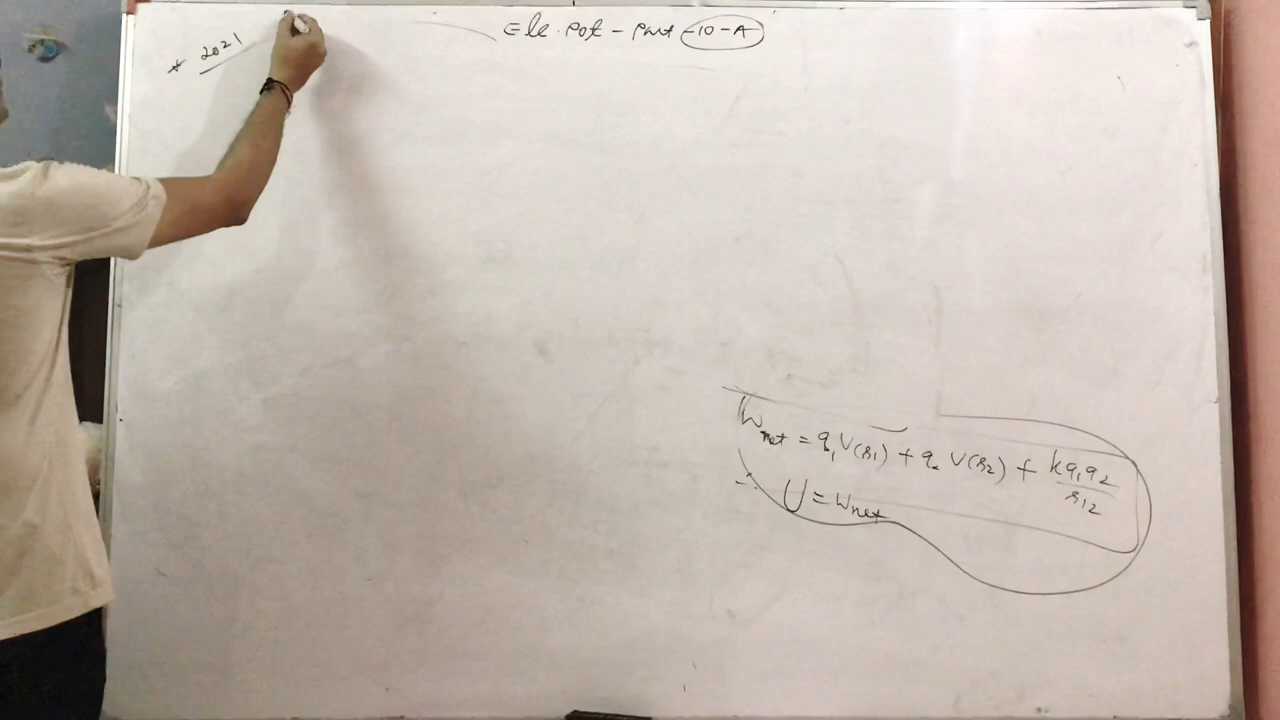 Ele. Pot - Part - 10 - A
* 2021
Wnet = q1 V(r1) + q2 V(r2) + kq1q2/r12
∴ U = Wnet